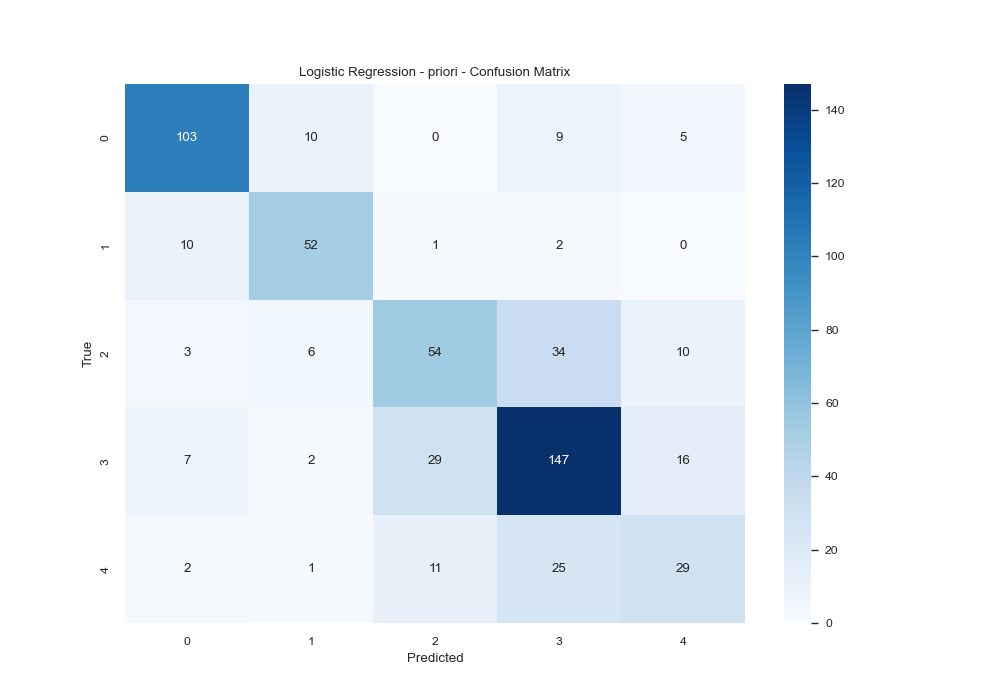 Logistic Regression - priori - Confusion Matrix
0 103 10 0 9 5
1 10 52 1 2 0
2 3 6 54 34 10
3 7 2 29 147 16
4 2 1 11 25 29
0 1 2 3 4
Predicted
True
140
120
100
80
60
40
20
0